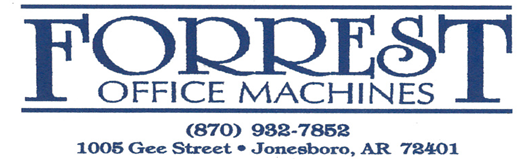 FORREST
OFFICE MACHINES
(870) 932-7852
1005 Gee Street • Jonesboro, AR 72401